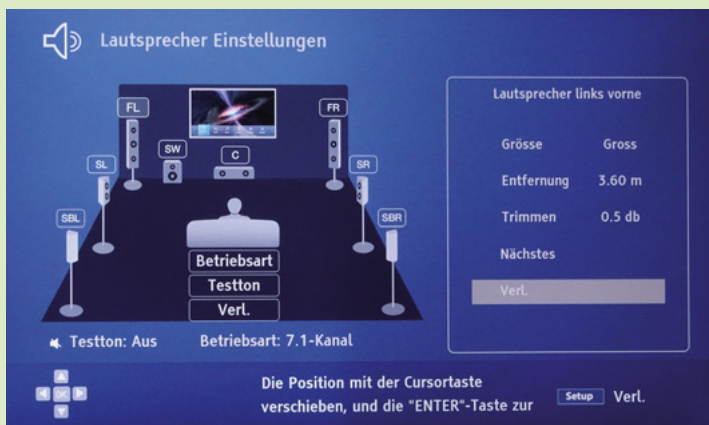 Lautsprecher Einstellungen
FL
FR
SW
C
SL
SR
SBL
SBR
Betriebsart
Testton
Verl.
Testton: Aus
Betriebsart: 7.1-Kanal
Lautsprecher links vorne
Grösse Gross
Entfernung 3.60 m
Trimmen 0.5 db
Nächstes
Verl.
OK
Die Position mit der Cursortaste
verschieben, und die "ENTER"-Taste zur
Setup Verl.